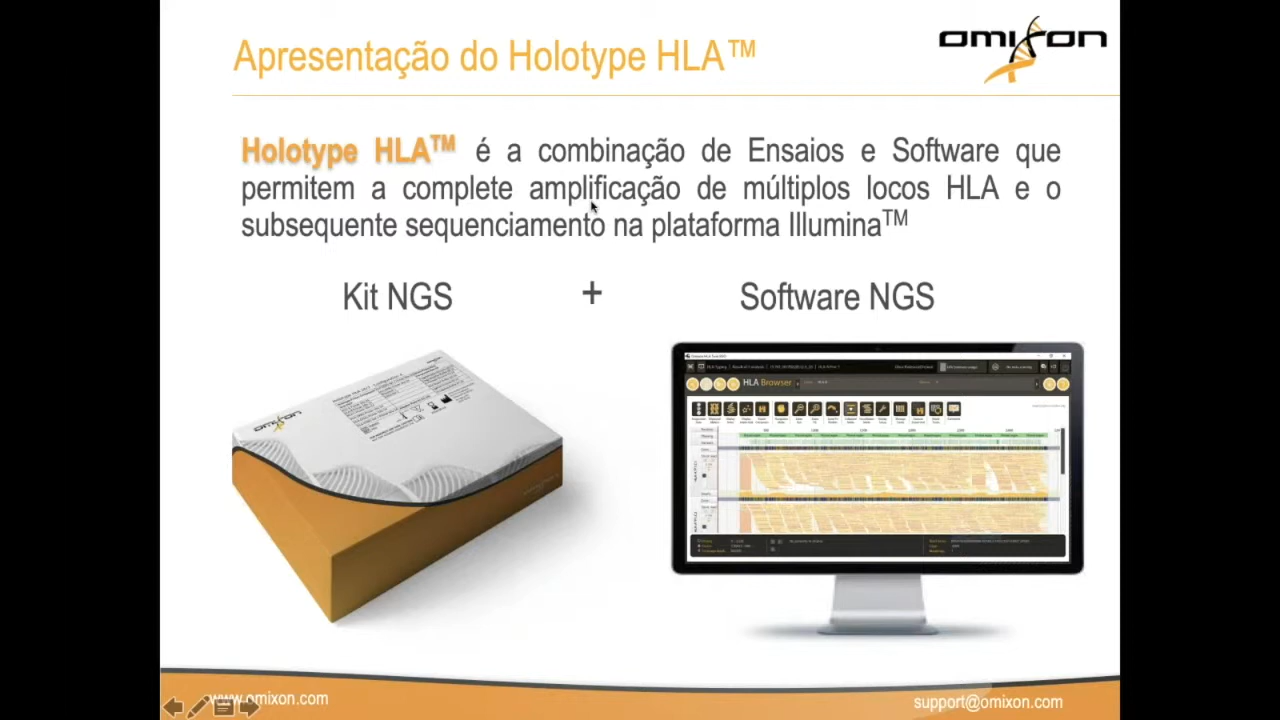 Apresentação do Holotype HLA™
omixon
Holotype HLA™ é a combinação de Ensaios e Software que
permitem a complete amplificação de múltiplos locos HLA e o
subsequente sequenciamento na plataforma Illumina™
Kit NGS + Software NGS
omixon
HLA Browser
www.omixon.com
support@omixon.com